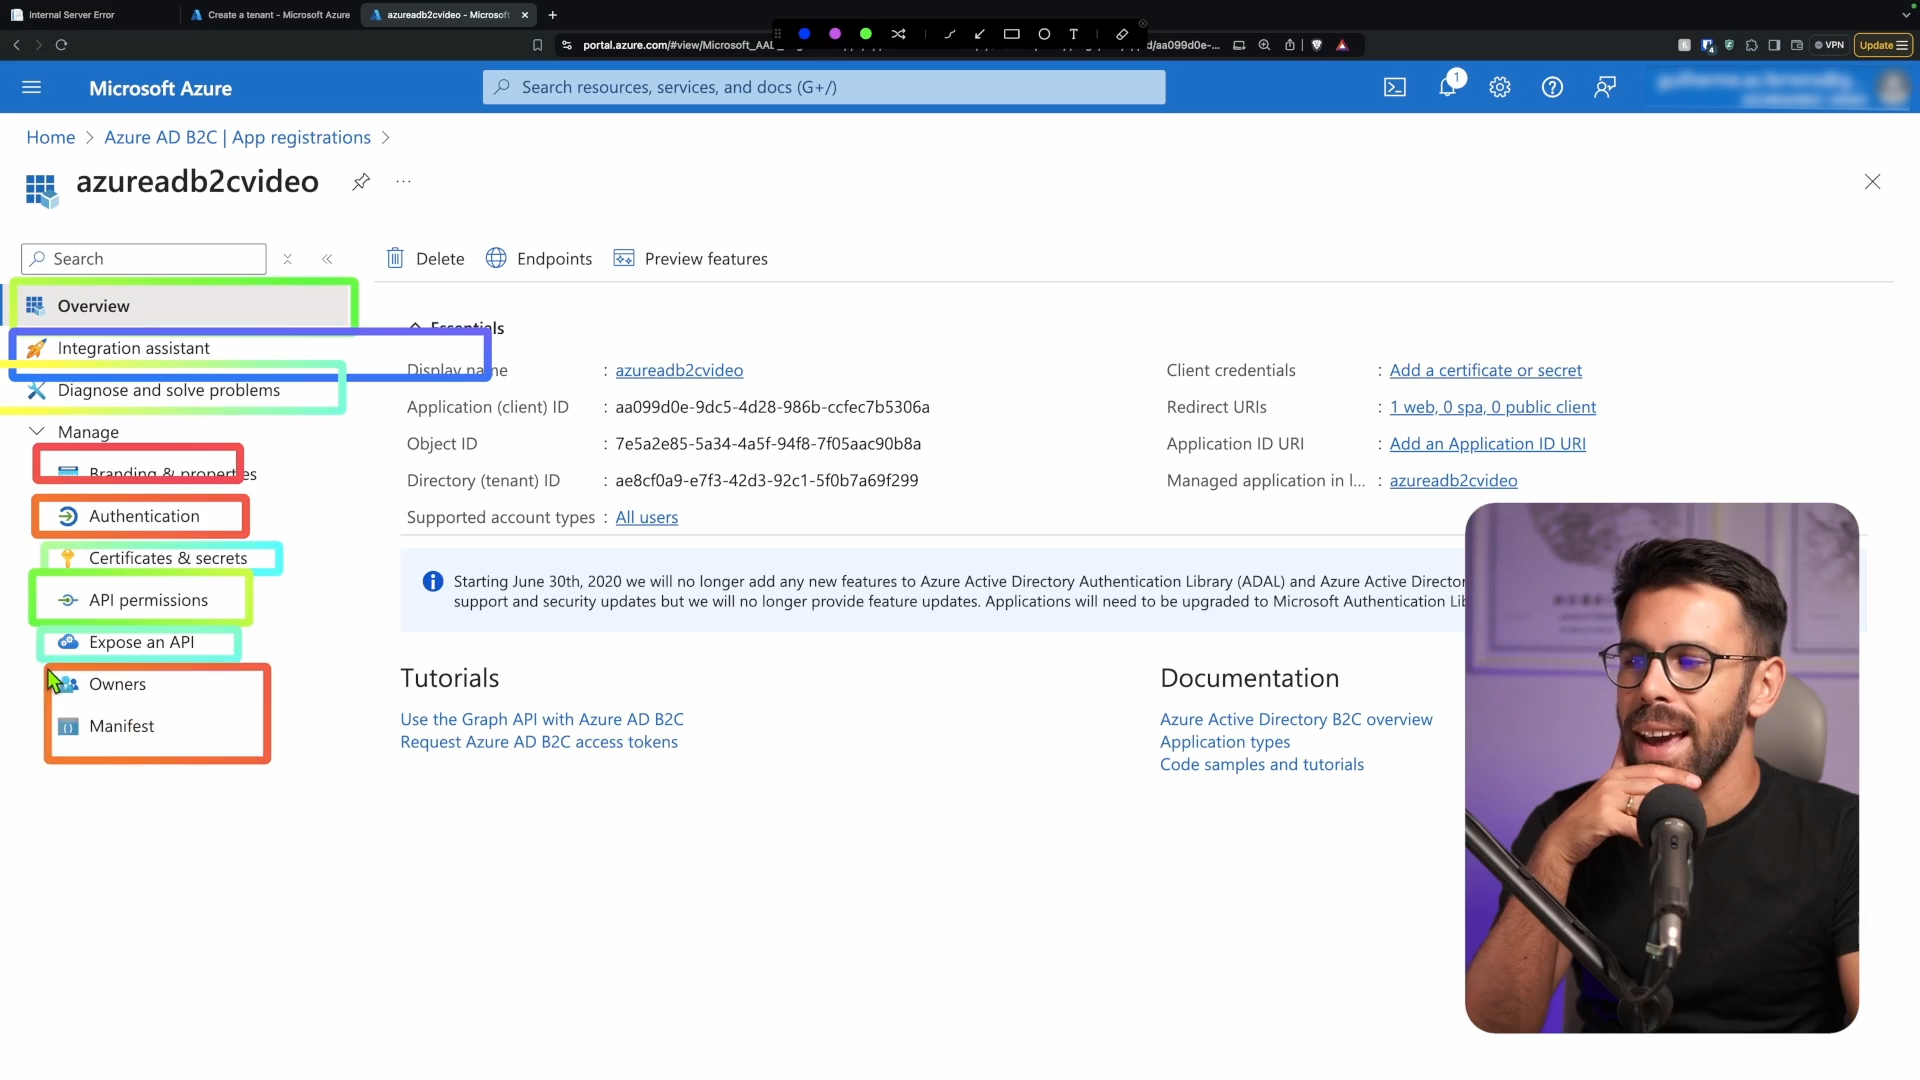 Internal Server Error
Create a tenant - Microsoft Azure
azureadb2cvideo - Microsoft
portal.azure.com/#view/Microsoft_AAD_
d/aa099d0e-...
VPN
Update
Microsoft Azure
Search resources, services, and docs (G+/)
1
Home > Azure AD B2C | App registrations >
azureadb2cvideo
...
Search
Delete
Endpoints
Preview features
Overview
Integration assistant
Diagnose and solve problems
Manage
Branding & properties
Authentication
Certificates & secrets
API permissions
Expose an API
Owners
Manifest
Essentials
Display name : azureadb2cvideo
Application (client) ID : aa099d0e-9dc5-4d28-986b-ccfec7b5306a
Object ID : 7e5a2e85-5a34-4a5f-94f8-7f05aac90b8a
Directory (tenant) ID : ae8cf0a9-e7f3-42d3-92c1-5f0b7a69f299
Supported account types : All users
Client credentials : Add a certificate or secret
Redirect URIs : 1 web, 0 spa, 0 public client
Application ID URI : Add an Application ID URI
Managed application in l... : azureadb2cvideo
Starting June 30th, 2020 we will no longer add any new features to Azure Active Directory Authentication Library (ADAL) and Azure Active Director
support and security updates but we will no longer provide feature updates. Applications will need to be upgraded to Microsoft Authentication Lib
Tutorials
Use the Graph API with Azure AD B2C
Request Azure AD B2C access tokens
Documentation
Azure Active Directory B2C overview
Application types
Code samples and tutorials